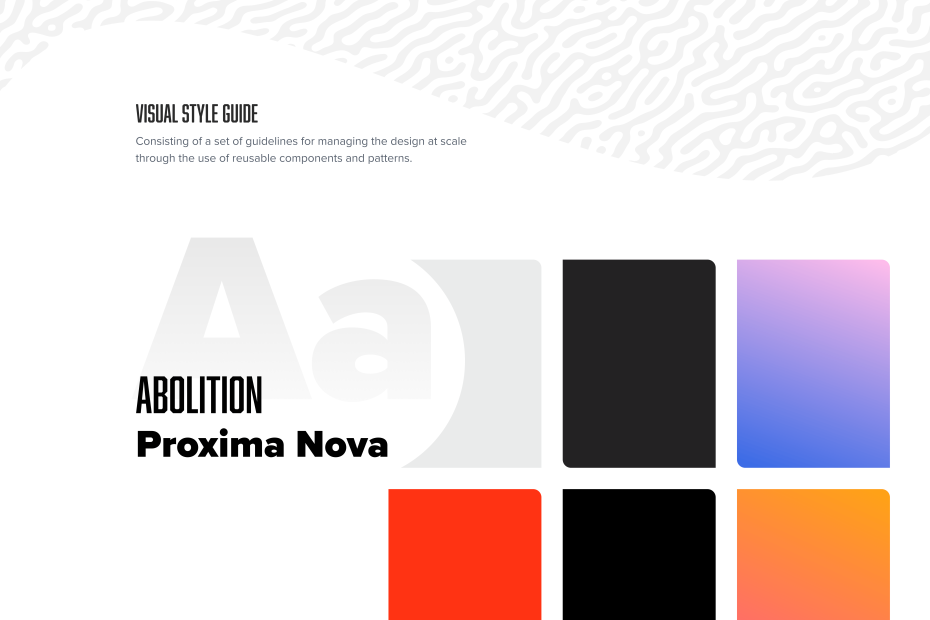 VISUAL STYLE GUIDE
Consisting of a set of guidelines for managing the design at scale
through the use of reusable components and patterns.
Aa
ABOLITION
Proxima Nova